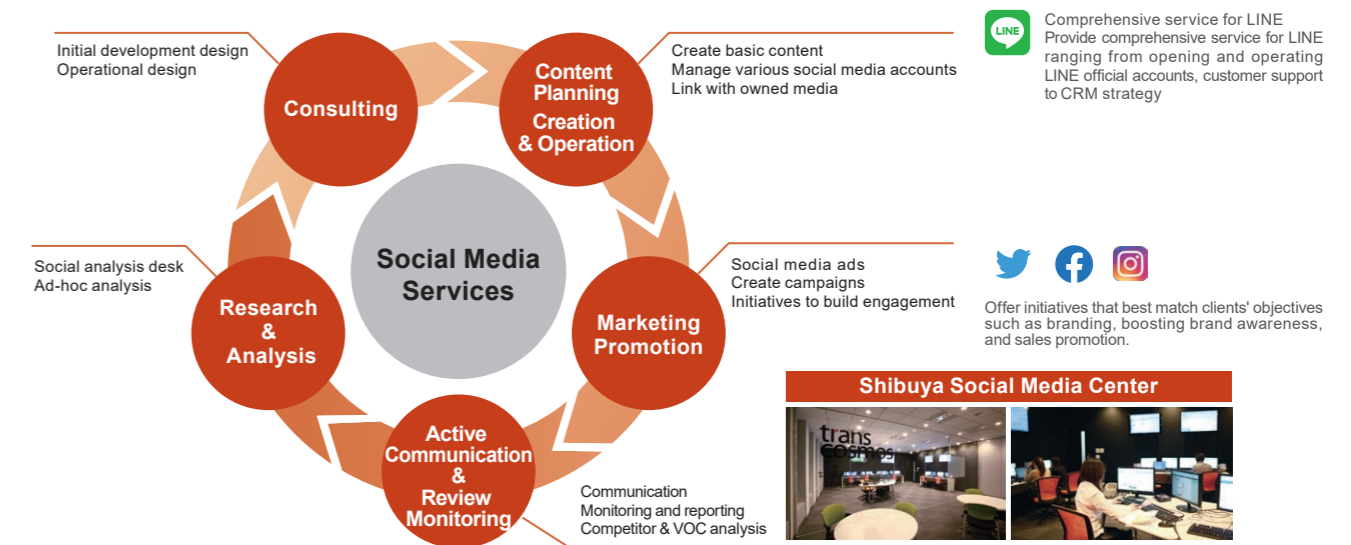 Initial development design
Operational design
Consulting
Content
Planning
Creation
& Operation
Create basic content
Manage various social media accounts
Link with owned media
LINE
Comprehensive service for LINE
Provide comprehensive service for LINE
ranging from opening and operating
LINE official accounts, customer support
to CRM strategy
Social Media
Services
Social analysis desk
Ad-hoc analysis
Research
&
Analysis
Marketing
Promotion
Social media ads
Create campaigns
Initiatives to build engagement
Offer initiatives that best match clients' objectives
such as branding, boosting brand awareness,
and sales promotion.
Active
Communication
&
Review
Monitoring
Communication
Monitoring and reporting
Competitor & VOC analysis
Shibuya Social Media Center
trans
cosmos